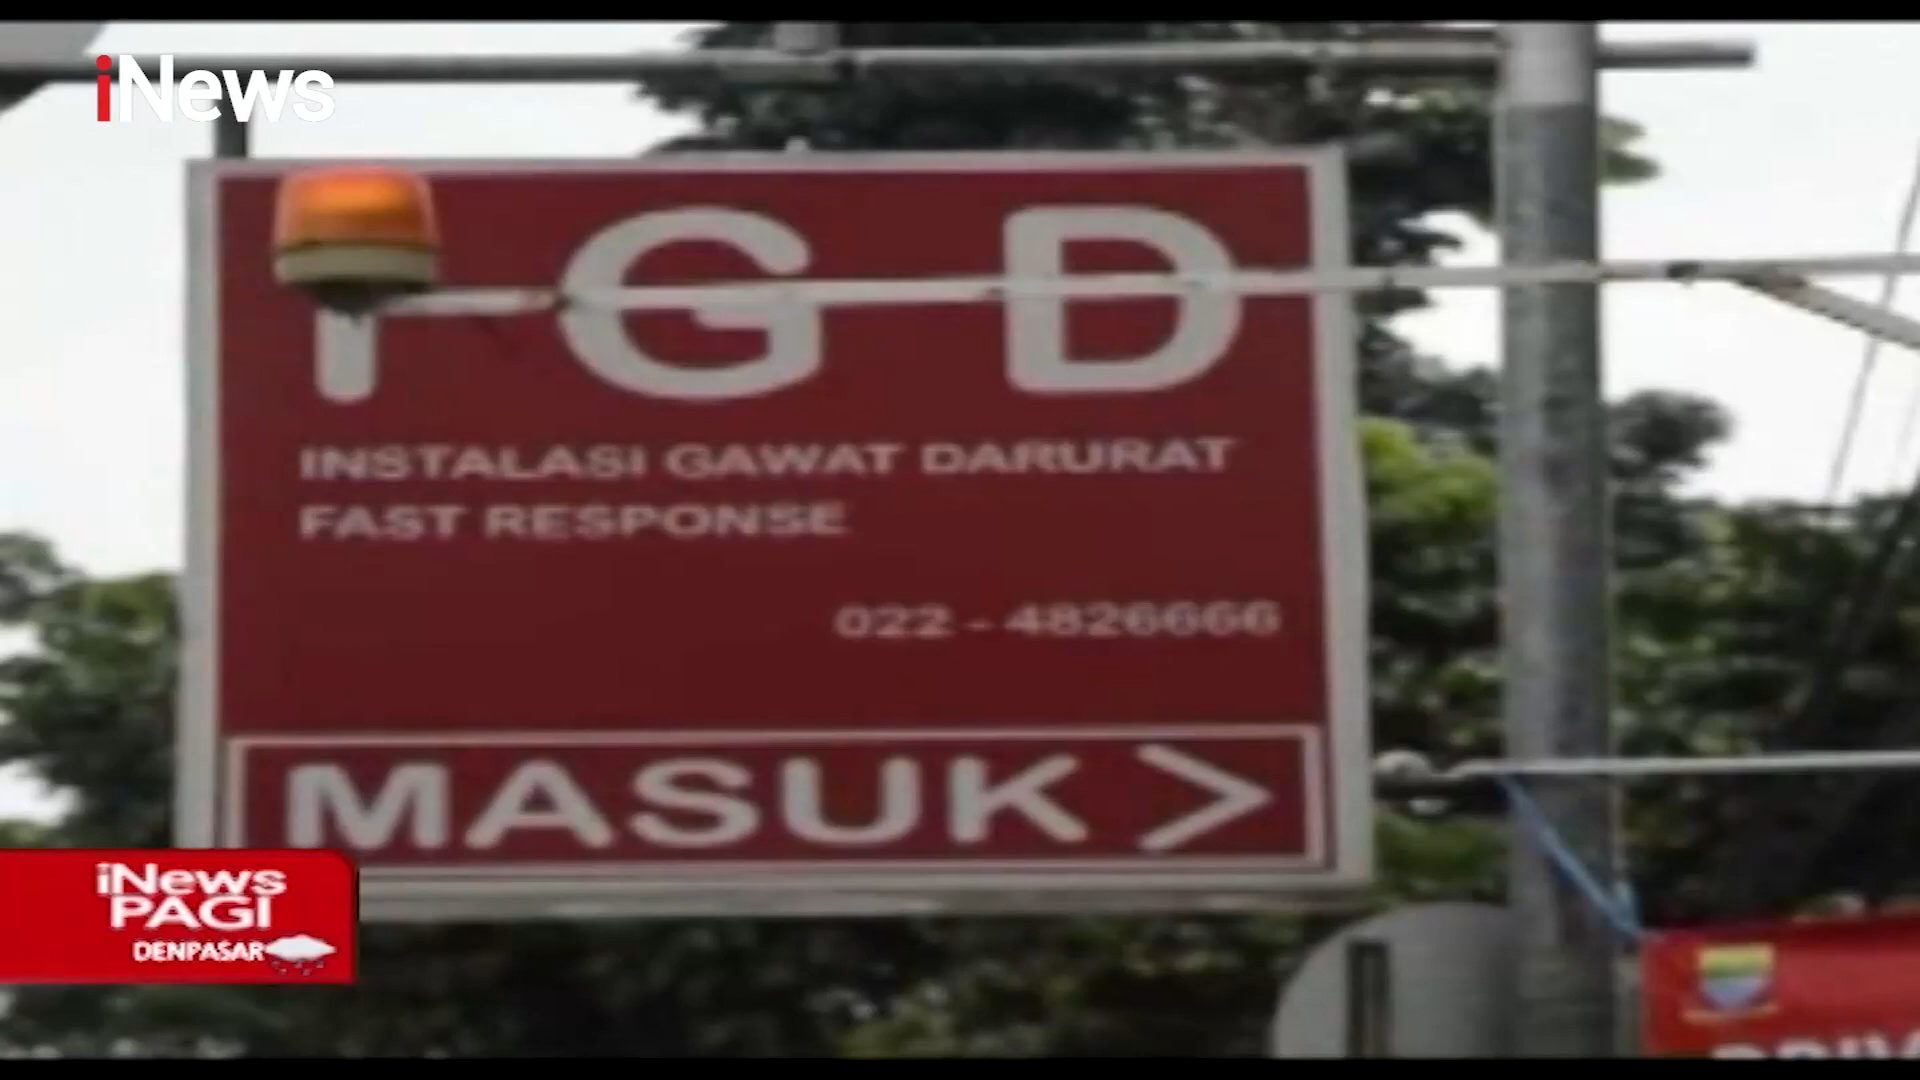 iNews
IGD
INSTALASI GAWAT DARURAT
FAST RESPONSE
022 - 4826666
MASUK >
iNews
PAGI
DENPASAR